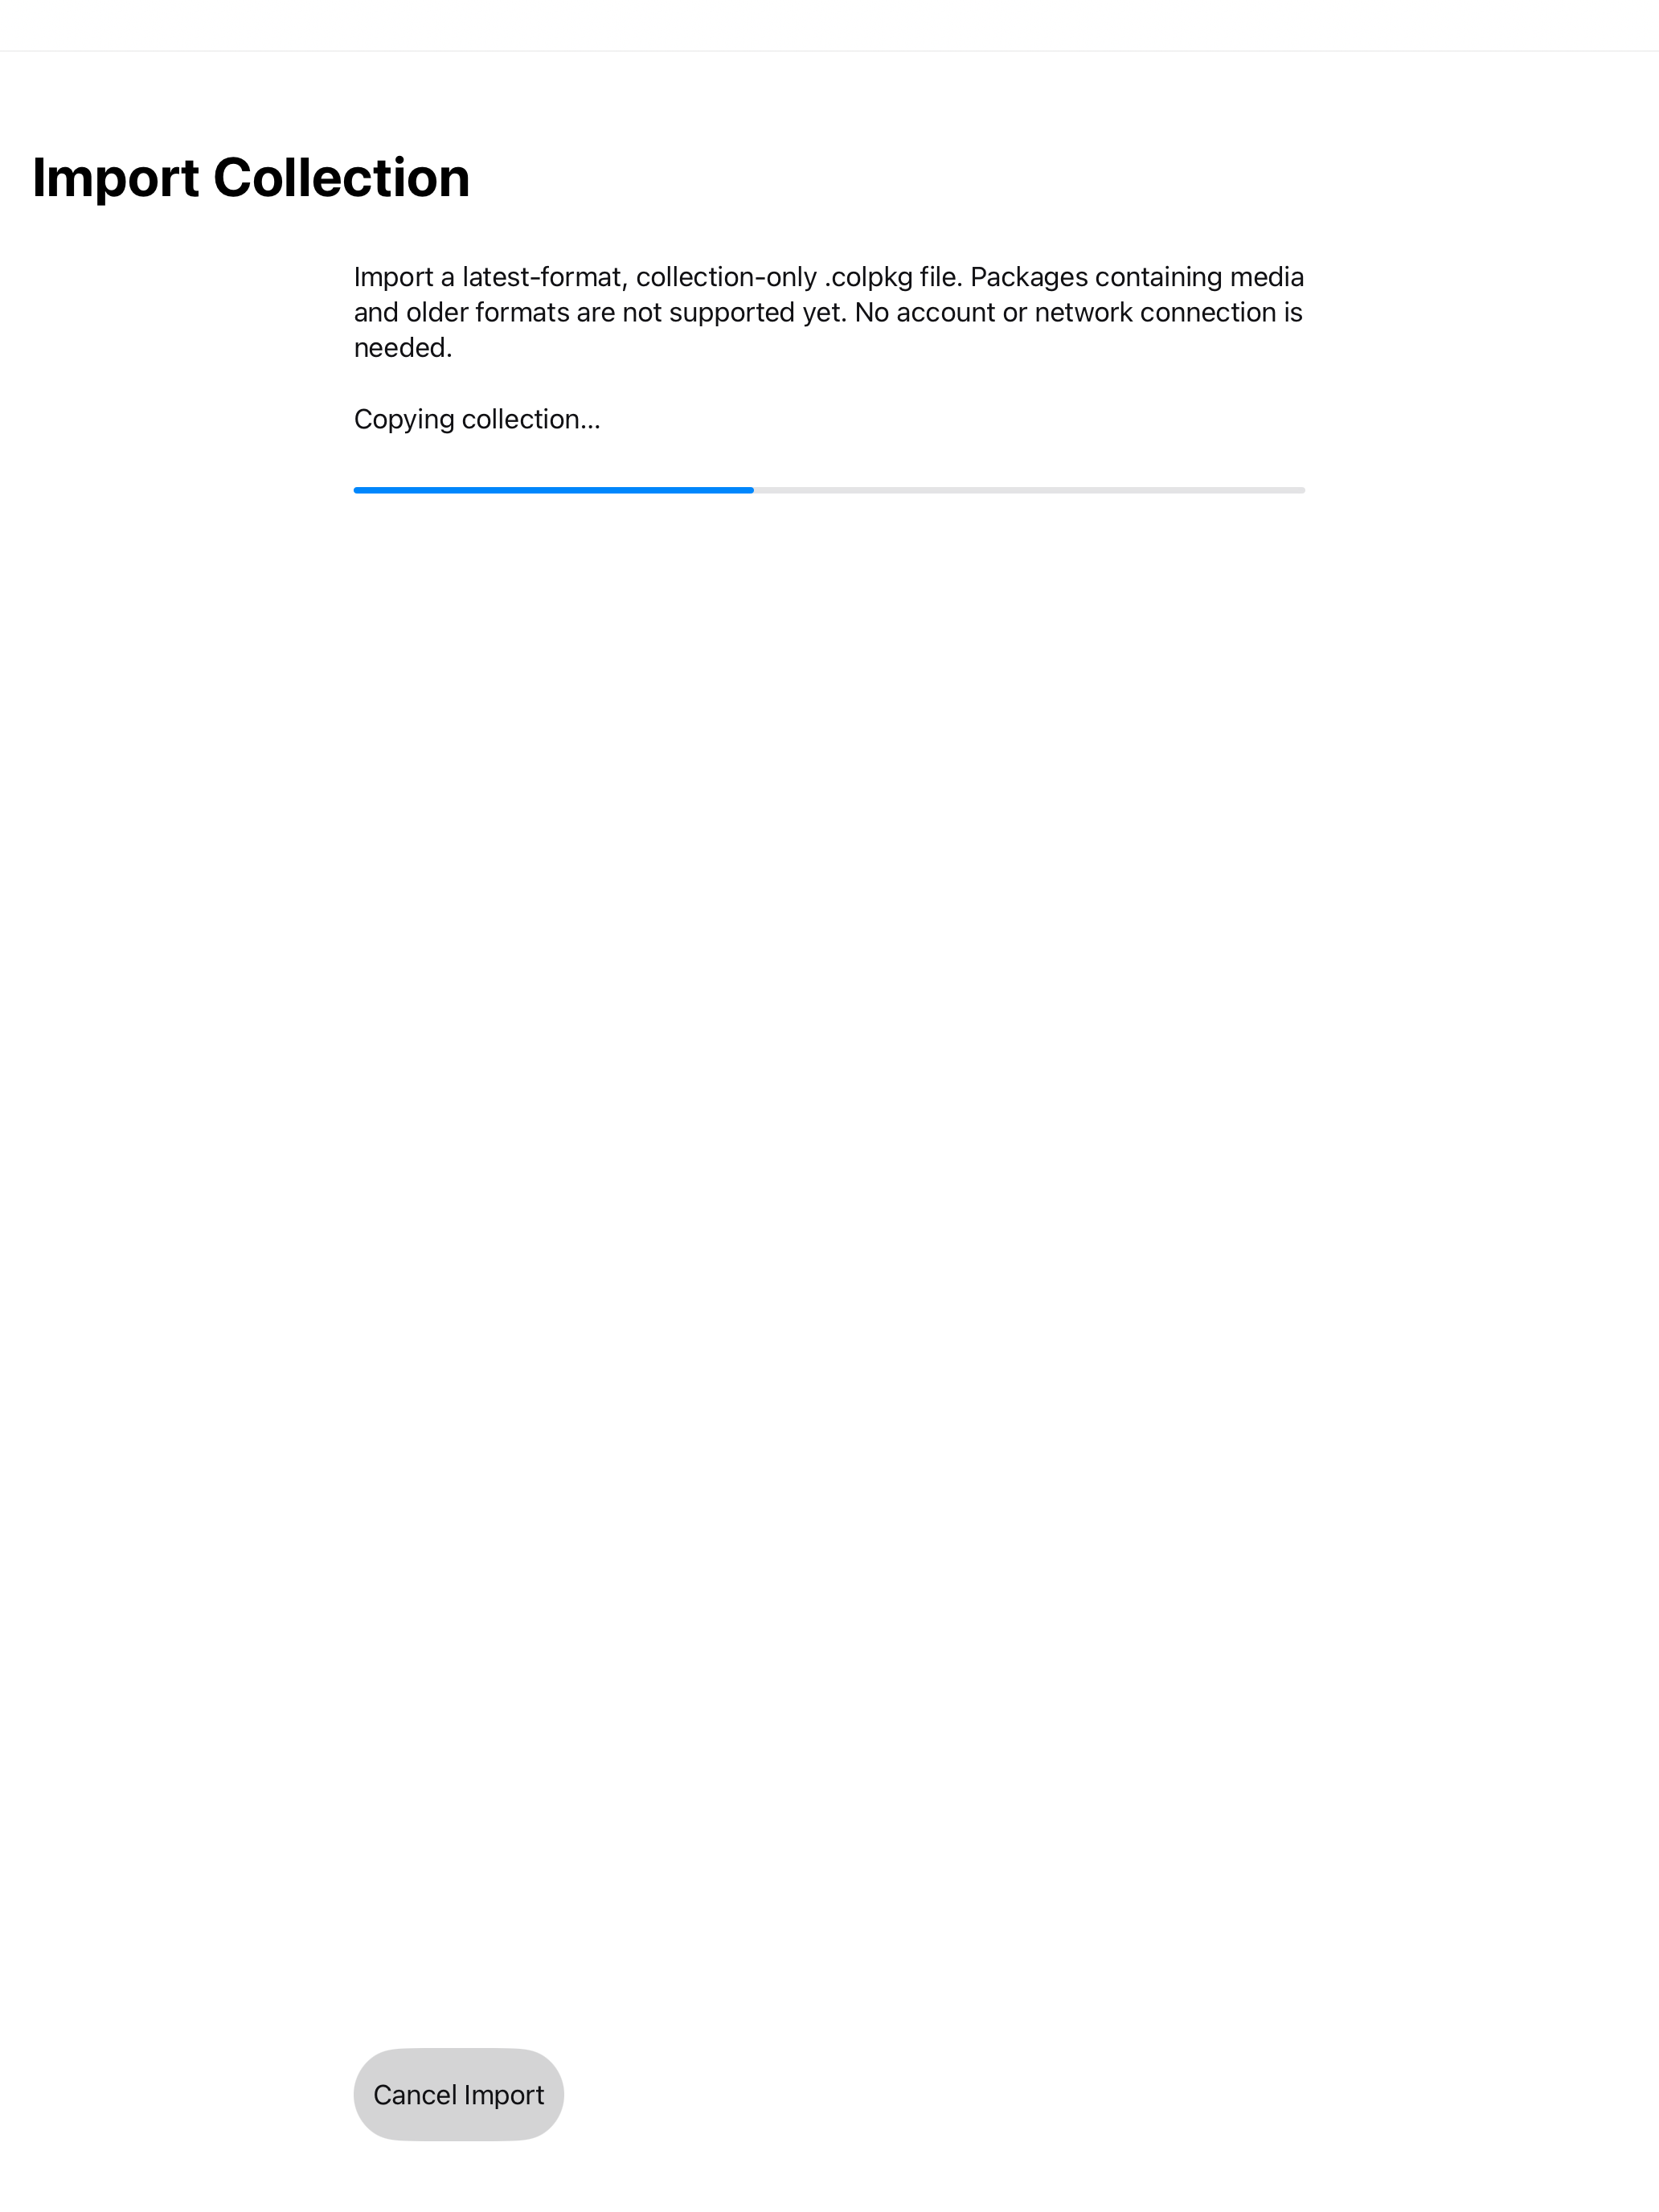 Import Collection
Import a latest-format, collection-only .colpkg file. Packages containing media
and older formats are not supported yet. No account or network connection is
needed.
Copying collection...
Cancel Import